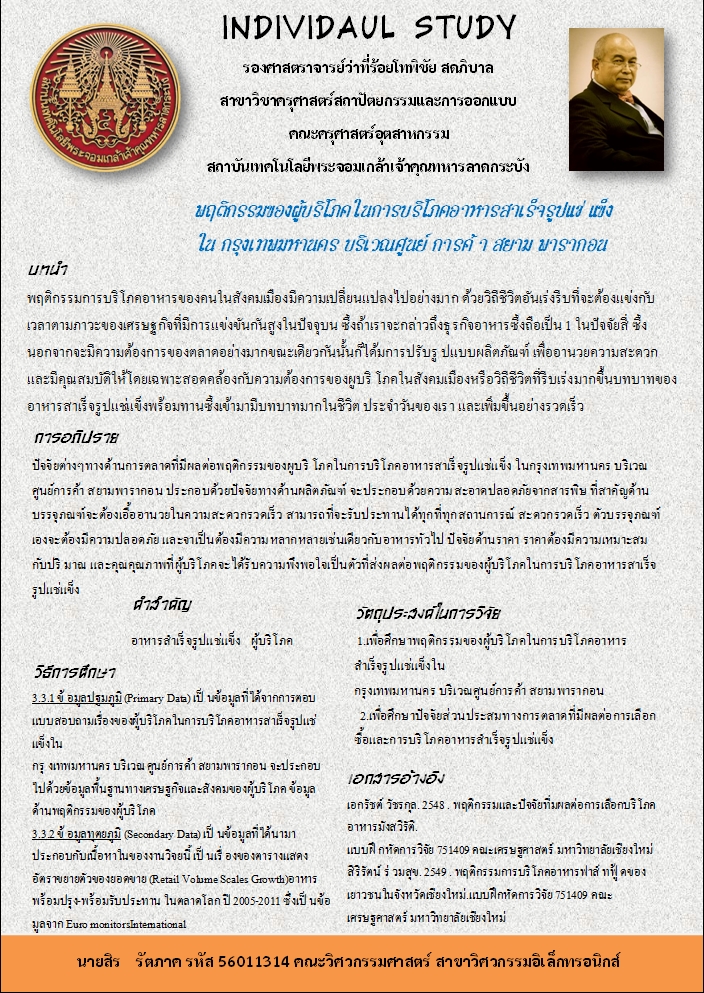 INDIVIDAUL STUDY
รองศาสตราจารย์ว่าที่ร้อยโทพิชัย สดภิบาล
สาขาวิชาครุศาสตร์สถาปัตยกรรมและการออกแบบ
คณะครุศาสตร์อุตสาหกรรม
สถาบันเทคโนโลยีพระจอมเกล้าเจ้าคุณทหารลาดกระบัง
พฤติกรรมของผู้บริโภคในการบริโภคอาหารสำเร็จรูปแช่ แข็ง
ใน กรุงเทพมหานคร บริเวณศูนย์ การค้ า สยาม พารากอน
บทนำ
พฤติกรรมการบริโภคอาหารของคนในสังคมเมืองมีความเปลี่ยนแปลงไปอย่างมาก ด้วยวิถีชีวิตอันเร่งรีบที่จะต้องแข่งกับ
เวลาตามภาวะของเศรษฐกิจที่มีการแข่งขันกันสูงในปัจจุบน ซึ่งถ้าเราจะกล่าวถึงธุรกิจอาหารซึ่งถือเป็น 1 ในปัจจัยสี่ ซึ่ง
นอกจากจะมีความต้องการของตลาดอย่างมากขณะเดียวกันนั้นก็ได้มการปรับรู ปแบบผลิตภัณฑ์ เพื่ออานวยความสะดวก
และมีคุณสมบัติให้โดยเฉพาะสอดคล้องกับความต้องการของผูบริ โภคในสังคมเมืองหรือวิถีชีวิตที่รีบเร่งมากขึ้นบทบาทของ
อาหารสาเร็จรูปแช่แข็งพร้อมทานซึ่งเข้ามามีบทบาทมากในชีวิต ประจำวันของเรา และเพิ่มขึ้นอย่างรวดเร็ว
การอภิปราย
ปัจจัยต่างๆทางด้านการตลาดที่มีผลต่อพฤติกรรมของผูบริ โภคในการบริโภคอาหารสาเร็จรูปแช่แข็ง ในกรุงเทพมหานคร บริเวณ
ศูนย์การค้า สยามพารากอน ประกอบด้วยปัจจัยทางด้านผลิตภัณฑ์ จะประกอบด้วยความสะอาดปลอดภัยจากสารพิษ ที่สาคัญด้าน
บรรจุภณฑ์จะต้องเอื้ออานวยในความสะดวกรวดเร็ว สามารถที่จะรับประทานได้ทุกที่ทุกสถานการณ์ สะดวกรวดเร็ว ตัวบรรจุภณฑ์
เองจะต้องมีความปลอดภัย และจาเป็นต้องมีความหลากหลายเช่นเดียวกับอาหารทั่วไป ปัจจัยด้านราคา ราคาต้องมีความเหมาะสม
กับปริ มาณ และคุณคุณภาพที่ผู้บริโภคจะได้รับความพึงพอใจเป็นตัวที่ส่งผลต่อพฤติกรรมของผู้บริโภคในการบริโภคอาหารสาเร็จ
รูปแช่แข็ง
คำสำคัญ
อาหารสำเร็จรูปแช่แข็ง ผู้บริโภค
วิธีการศึกษา
3.3.1 ข้ อมูลปฐมภูมิ (Primary Data) เป็ นข้อมูลที่ได้จากการตอบ
แบบสอบถามเรื่องของผู้บริโภคในการบริโภคอาหารสาเร็จรูปแช่
แข็งใน
กรุ งเทพมหานคร บริเวณ ศูนย์การค้า สยามพารากอน จะประกอบ
ไปด้วยข้อมูลพื้นฐานทางเศรษฐกิจและสังคมของผู้บริโภค ข้อมูล
ด้านพฤติกรรมของผู้บริโภค
3.3.2 ข้ อมูลทุตยภูมิ (Secondary Data) เป็ นข้อมูลที่ได้นามา
ประกอบกับเนื้อหาในของงานวิจยนี้ เป็ นเรื่ องของตารางแสดง
อัตราขยายตัวของยอดขาย (Retail Volume Scales Growth)อาหาร
พร้อมปรุง-พร้อมรับประทาน ในตลาดโลก ปี 2005-2011 ซึ่งเป็ นข้อ
มูลจาก Euro monitorsInternational
วัตถุประสงค์ในการวิจัย
1.เพื่อศึกษาพฤติกรรมของผู้บริโภคในการบริโภคอาหาร
สำเร็จรูปแช่แข็งใน
กรุงเทพมหานคร บริเวณศูนย์การค้า สยามพารากอน
2.เพื่อศึกษาปัจจัยส่วนประสมทางการตลาดที่มีผลต่อการเลือก
ซื้อและการบริโภคอาหารสำเร็จรูปแช่แข็ง
เอกสารอ้างอิง
เอกรัชต์ วัชรกุล. 2548 . พฤติกรรมและปัจจัยที่มผลต่อการเลือกบริโภค
อาหารมังสวิรัติ.
แบบฝึ กหัดการวิจัย 751409 คณะเศรษฐศาสตร์ มหาวิทยาลัยเชียงใหม่
สิริรัตน์ ร่ วมสุข. 2549 . พฤติกรรมการบริโภคอาหารฟาส์ ทฟู้ ดของ
เยาวชนในจังหวัดเชียงใหม่.แบบฝึกหัดการวิจัย 751409 คณะ
เศรษฐศาสตร์ มหาวิทยาลัยเชียงใหม่
นายสิร รัตภาค รหัส 56011314 คณะวิศวกรรมศาสตร์ สาขาวิศวกรรมอิเล็กทรอนิกส์